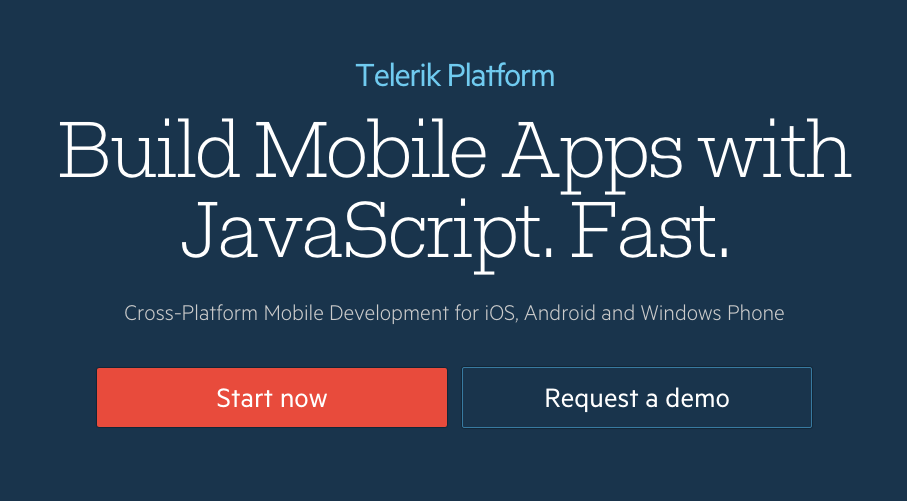 Telerik Platform
Build Mobile Apps with
JavaScript. Fast.
Cross-Platform Mobile Development for iOS, Android and Windows Phone
Start now
Request a demo